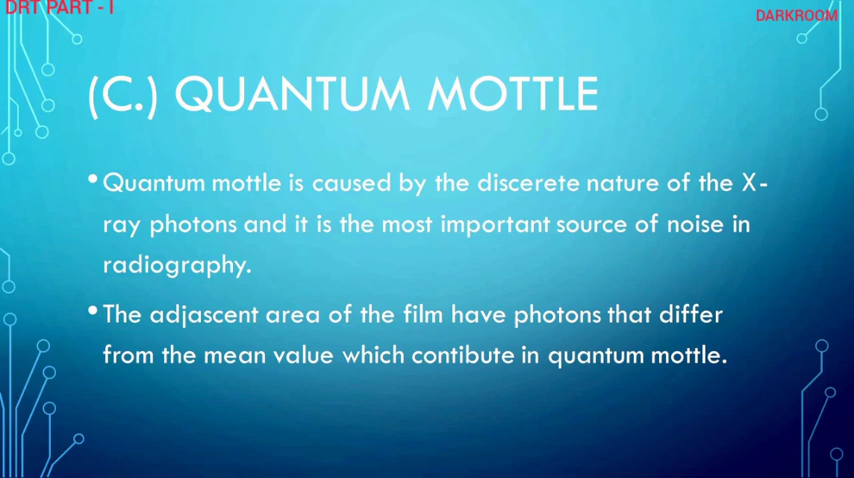 DRT PART - I
DARKROOM
(C.) QUANTUM MOTTLE
• Quantum mottle is caused by the discerete nature of the X-
ray photons and it is the most important source of noise in
radiography.
• The adjascent area of the film have photons that differ
from the mean value which contibute in quantum mottle.